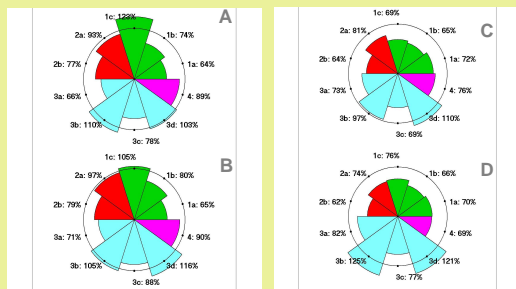 A
1c: 123%
2a: 93%
1b: 74%
2b: 77%
1a: 64%
3a: 66%
4: 89%
3b: 110%
3d: 103%
3c: 78%
B
1c: 105%
2a: 97%
1b: 80%
2b: 79%
1a: 65%
3a: 71%
4: 90%
3b: 105%
3d: 116%
3c: 88%
C
1c: 69%
2a: 81%
1b: 65%
2b: 64%
1a: 72%
3a: 73%
4: 76%
3b: 97%
3d: 110%
3c: 69%
D
1c: 76%
2a: 74%
1b: 66%
2b: 62%
1a: 70%
3a: 82%
4: 69%
3b: 125%
3d: 121%
3c: 77%